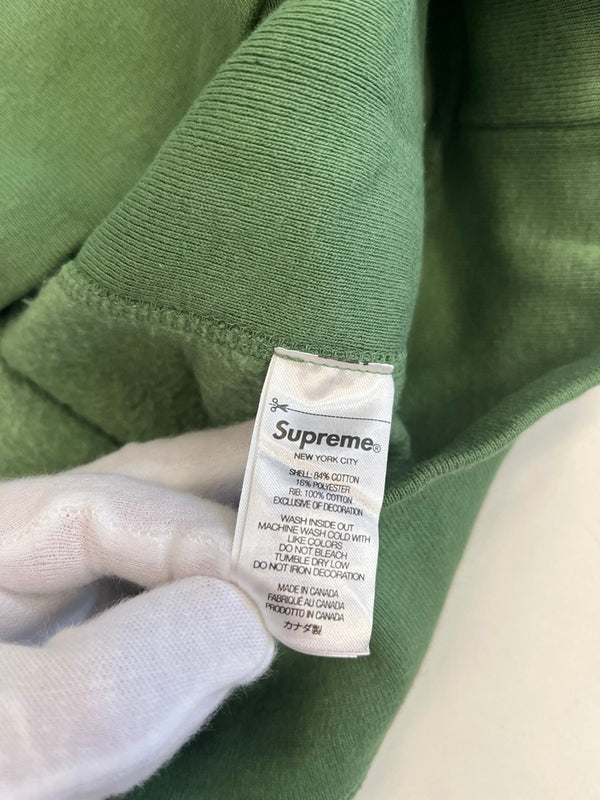 Supreme®
NEW YORK CITY
SHELL: 84% COTTON
16% POLYESTER
RIB: 100% COTTON
EXCLUSIVE OF DECORATION
WASH INSIDE OUT
MACHINE WASH COLD WITH
LIKE COLORS
DO NOT BLEACH
TUMBLE DRY LOW
DO NOT IRON DECORATION
MADE IN CANADA
FABRIQUÉ AU CANADA
PRODOTTO IN CANADA
カナダ製